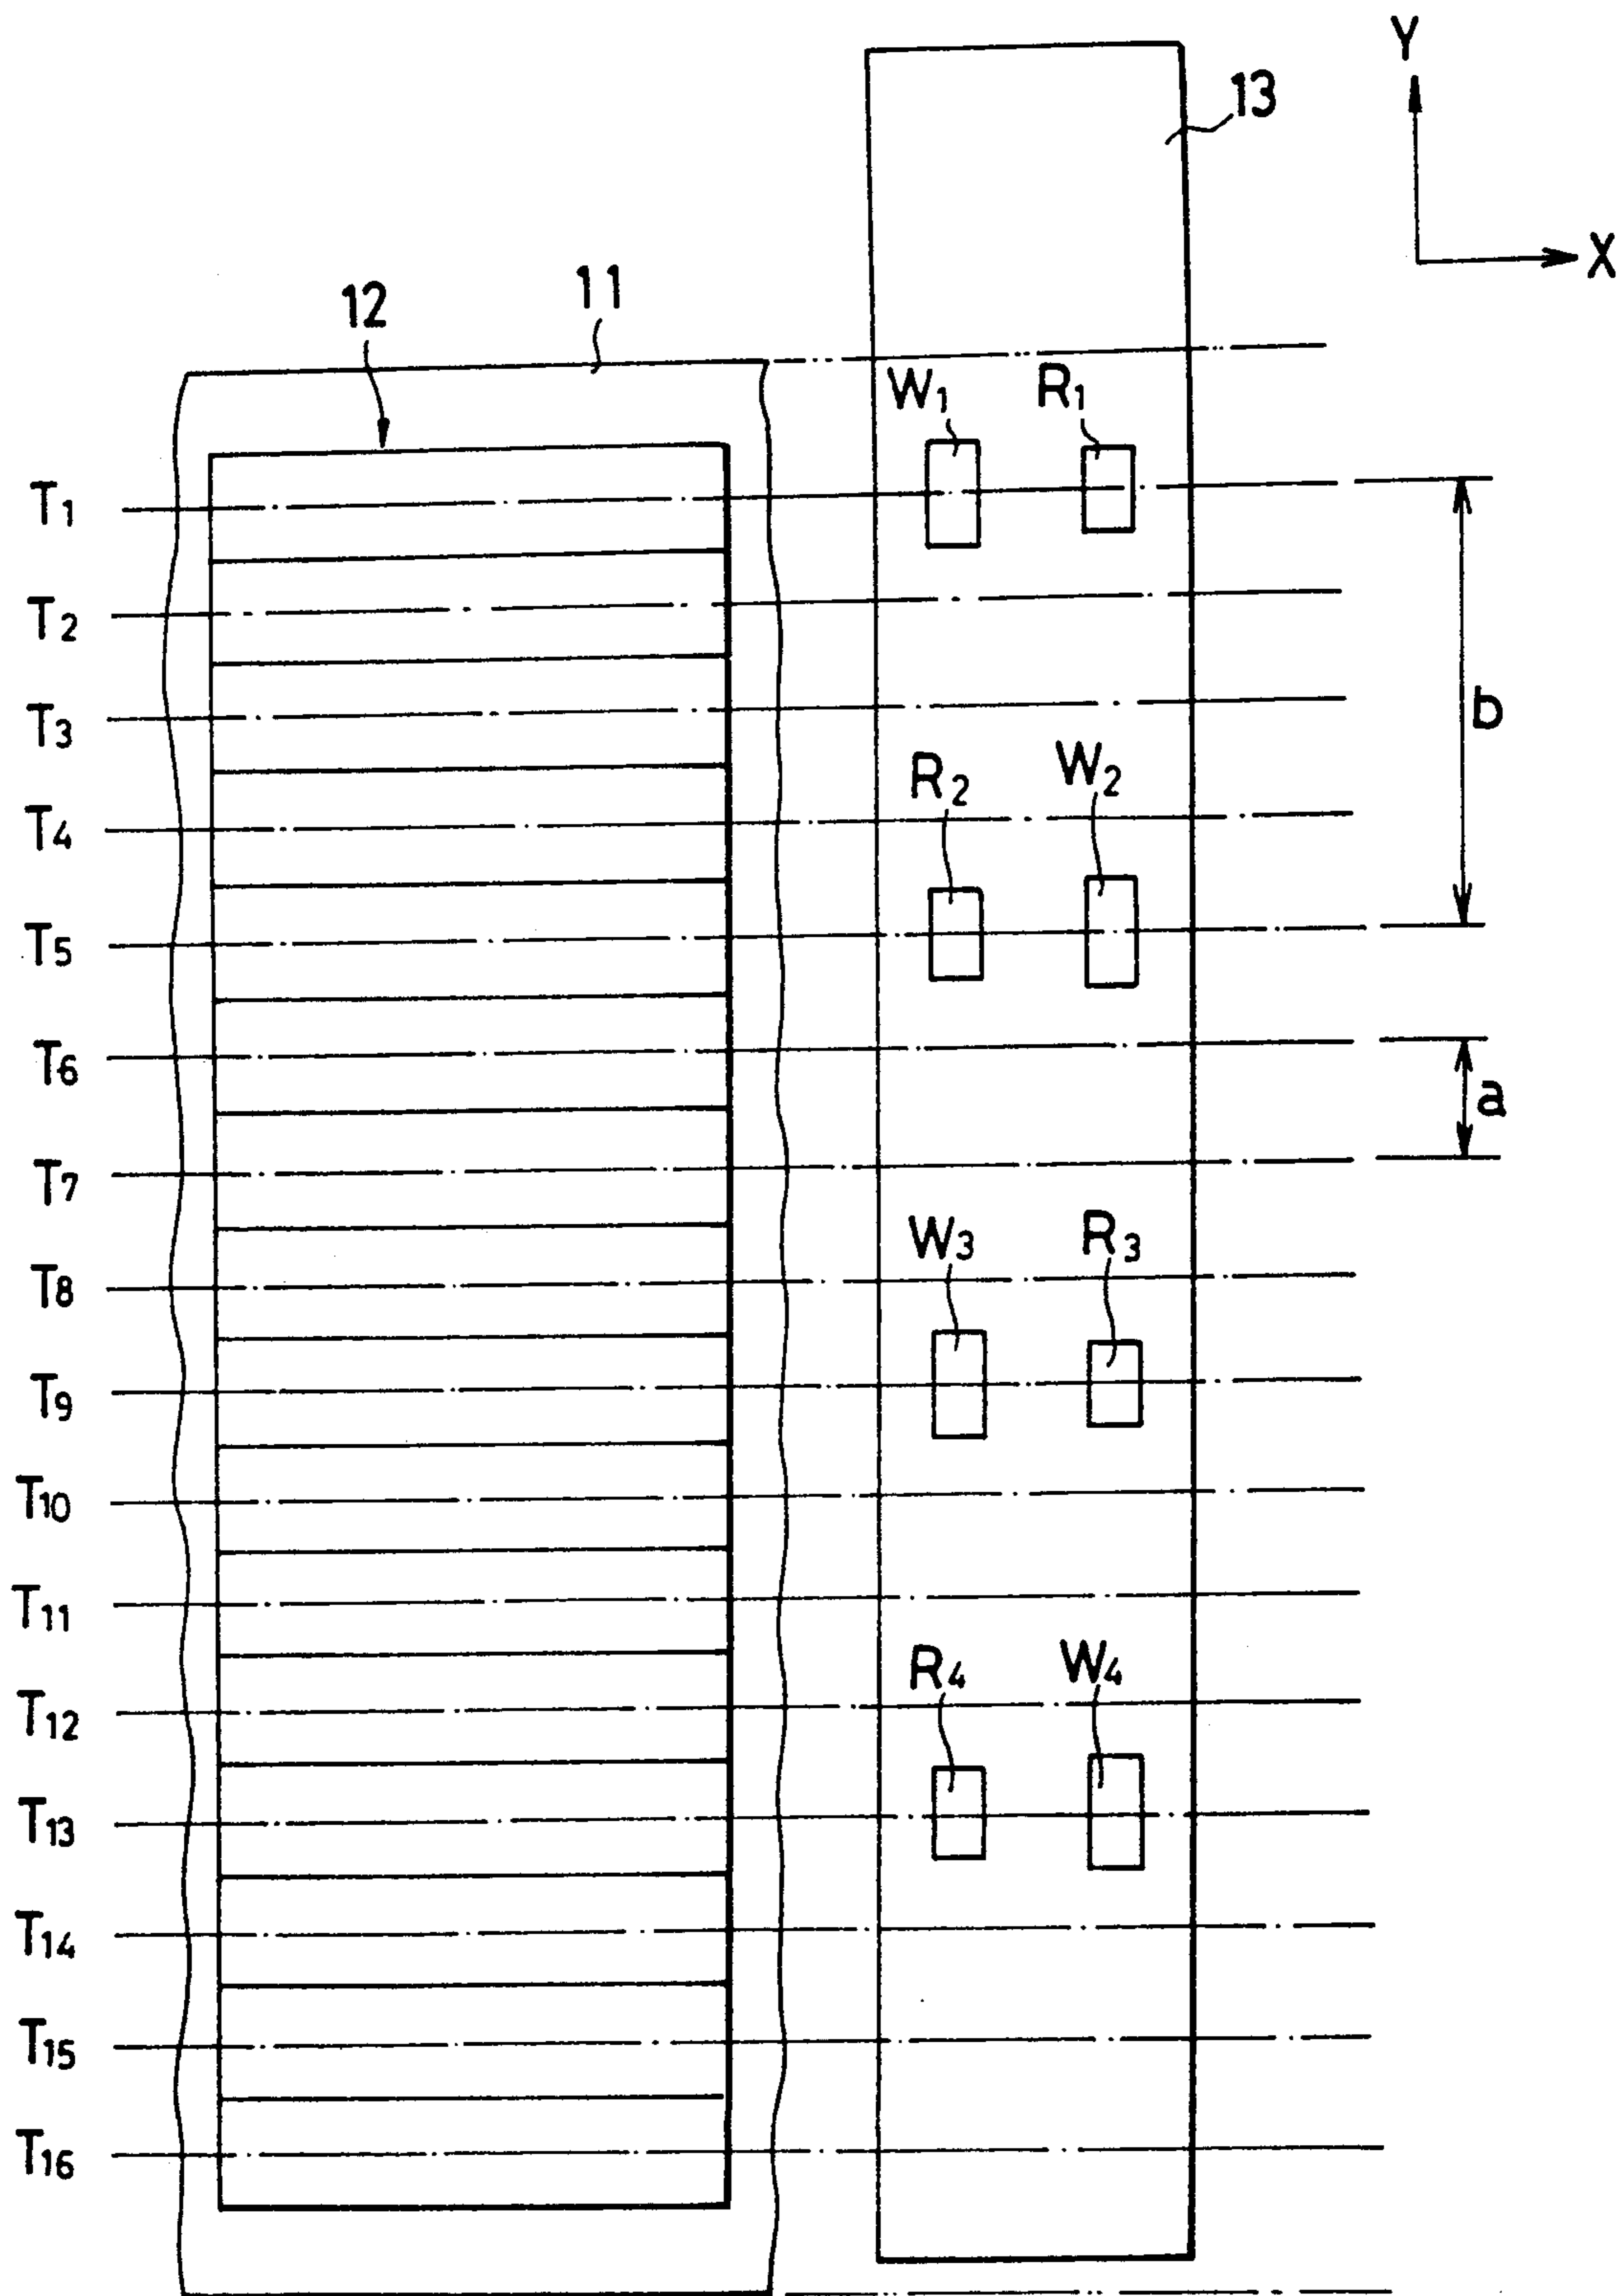 Y
13
X
11
12
W₁ R₁
T₁
T₂
T₃
b
R₂ W₂
T₄
T₅
T₆
a
T₇
W₃ R₃
T₈
T₉
T₁₀
T₁₁
R₄ W₄
T₁₂
T₁₃
T₁₄
T₁₅
T₁₆